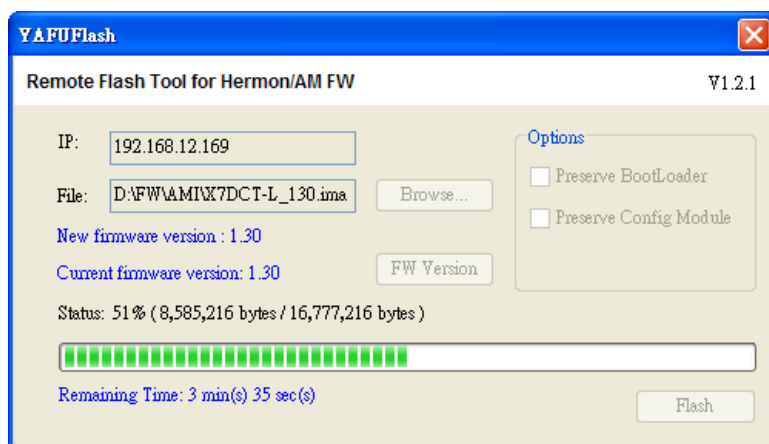 YAFUFlash
Remote Flash Tool for Hermon/AM FW V1.2.1
IP: 192.168.12.169
Options
Preserve BootLoader
File: D:\FW\AMI\X7DCT-L_130.ima Browse...
Preserve Config Module
New firmware version : 1.30
Current firmware version: 1.30 FW Version
Status: 51% ( 8,585,216 bytes / 16,777,216 bytes )
Remaining Time: 3 min(s) 35 sec(s)
Flash